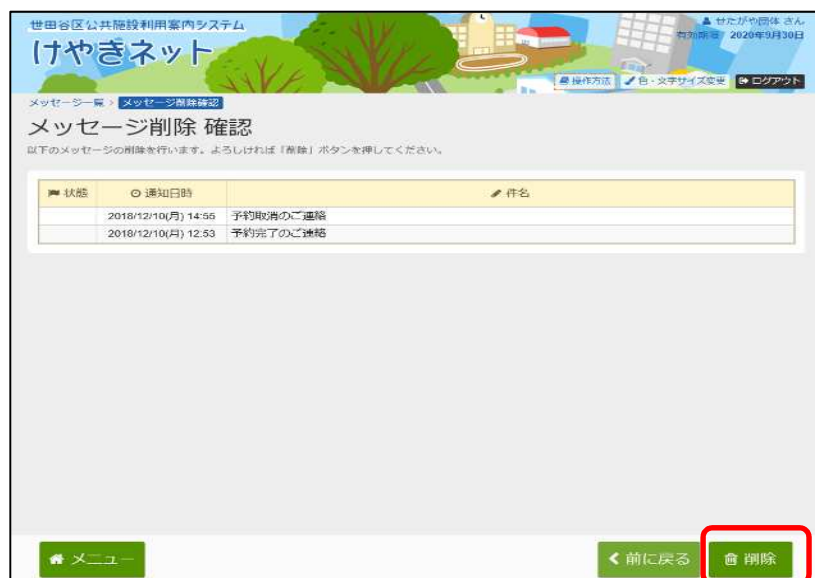 世田谷区公共施設利用案内システム
けやきネット
せたがや団体 さん
有効期限 2020年9月30日
操作方法 色・文字サイズ変更 ログアウト
メッセージ一覧 › メッセージ削除確認
メッセージ削除 確認
以下のメッセージの削除を行います。よろしければ「削除」ボタンを押してください。
状態 通知日時 件名
2018/12/10(月) 14:55 予約取消のご連絡
2018/12/10(月) 12:53 予約完了のご連絡
メニュー 前に戻る 削除